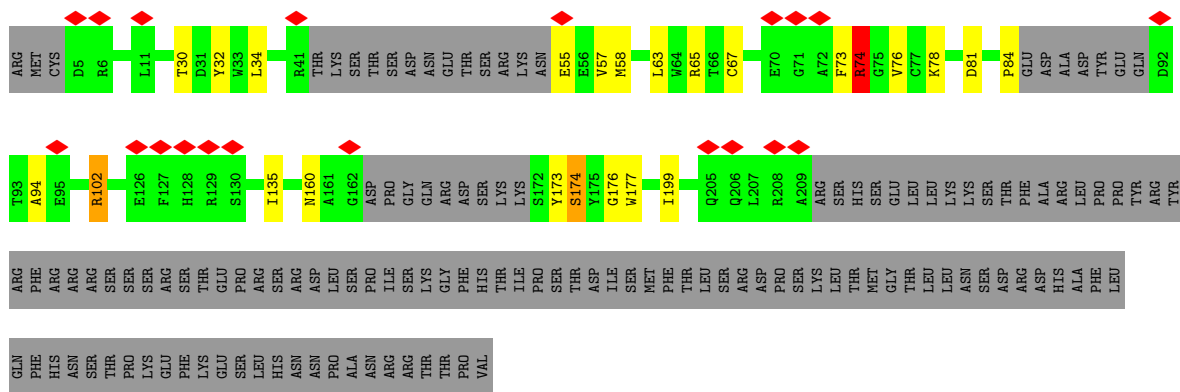 ARG MET CYS D5 R6 L11 T30 D31 Y32 W33 L34 R41 THR LYS SER THR SER ASP ASN GLU THR SER ARG LYS ASN E55 E56 V57 M58 L63 W64 R65 T66 C67 E70 G71 A72 F73 R74 G75 V76 C77 K78 D81 P84 GLU ASP ALA ASP TYR GLU GLN D92
T93 A94 E95 R102 E126 F127 H128 R129 S130 I135 N160 A161 G162 ASP PRO GLY GLN ARG ASP SER LYS LYS S172 Y173 S174 Y175 G176 W177 I199 Q205 Q206 L207 R208 A209 ARG SER HIS SER GLU LEU LEU LYS LYS SER THR PHE ALA ARG LEU PRO PRO TYR ARG TYR
ARG PHE ARG ARG ARG SER SER SER ARG SER THR GLU PRO ARG SER ARG ASP LEU SER PRO ILE SER LYS GLY PHE HIS THR ILE PRO SER THR ASP ILE SER MET PHE THR LEU SER ARG ASP PRO SER LYS LEU THR MET GLY THR LEU LEU ASN SER ASP ARG ASP HIS ALA PHE LEU
GLN PHE HIS ASN SER THR PRO LYS GLU PHE LYS GLU SER LEU HIS ASN ASN PRO ALA ASN ARG ARG THR THR PRO VAL